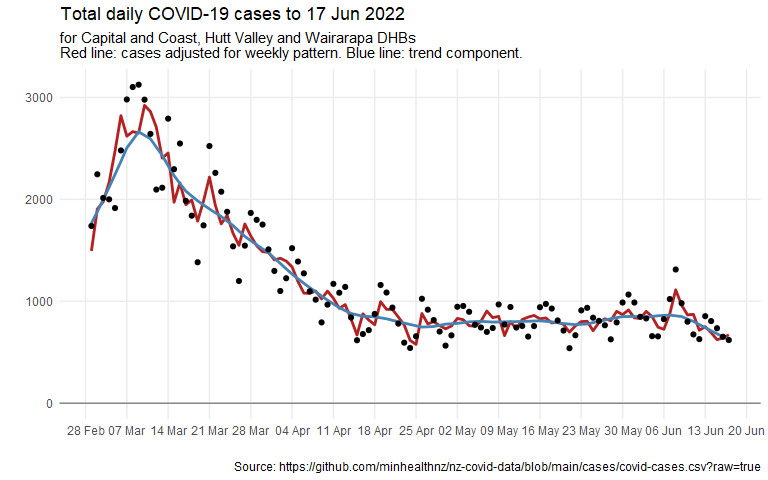 Total daily COVID-19 cases to 17 Jun 2022
for Capital and Coast, Hutt Valley and Wairarapa DHBs
Red line: cases adjusted for weekly pattern. Blue line: trend component.
3000
2000
1000
0
28 Feb 07 Mar 14 Mar 21 Mar 28 Mar 04 Apr 11 Apr 18 Apr 25 Apr 02 May 09 May 16 May 23 May 30 May 06 Jun 13 Jun 20 Jun
Source: https://github.com/minhealthnz/nz-covid-data/blob/main/cases/covid-cases.csv?raw=true